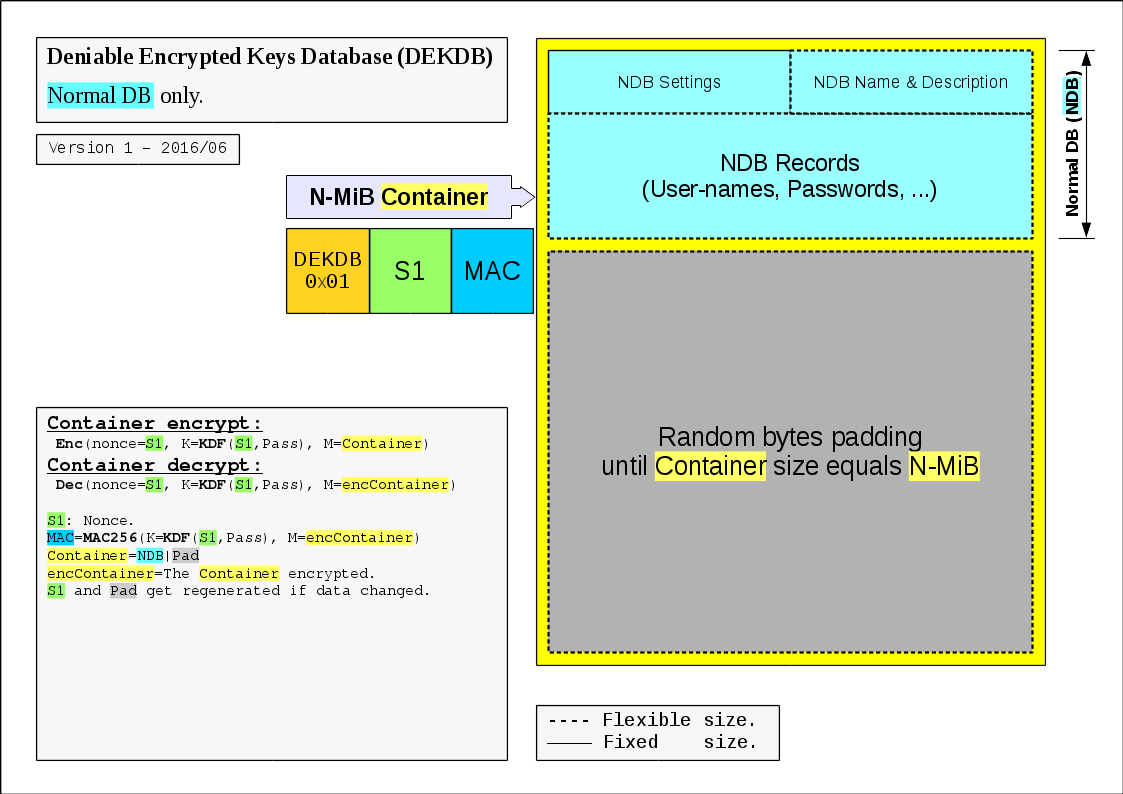 Deniable Encrypted Keys Database (DEKDB)
Normal DB only.
Version 1 – 2016/06
N-MiB Container
DEKDB
0x01
S1
MAC
NDB Settings
NDB Name & Description
NDB Records
(User-names, Passwords, ...)
Normal DB (NDB)
Random bytes padding
until Container size equals N-MiB
Container encrypt:
Enc(nonce=S1, K=KDF(S1,Pass), M=Container)
Container decrypt:
Dec(nonce=S1, K=KDF(S1,Pass), M=encContainer)
S1: Nonce.
MAC=MAC256(K=KDF(S1,Pass), M=encContainer)
Container=NDB|Pad
encContainer=The Container encrypted.
S1 and Pad get regenerated if data changed.
---- Flexible size.
—— Fixed size.